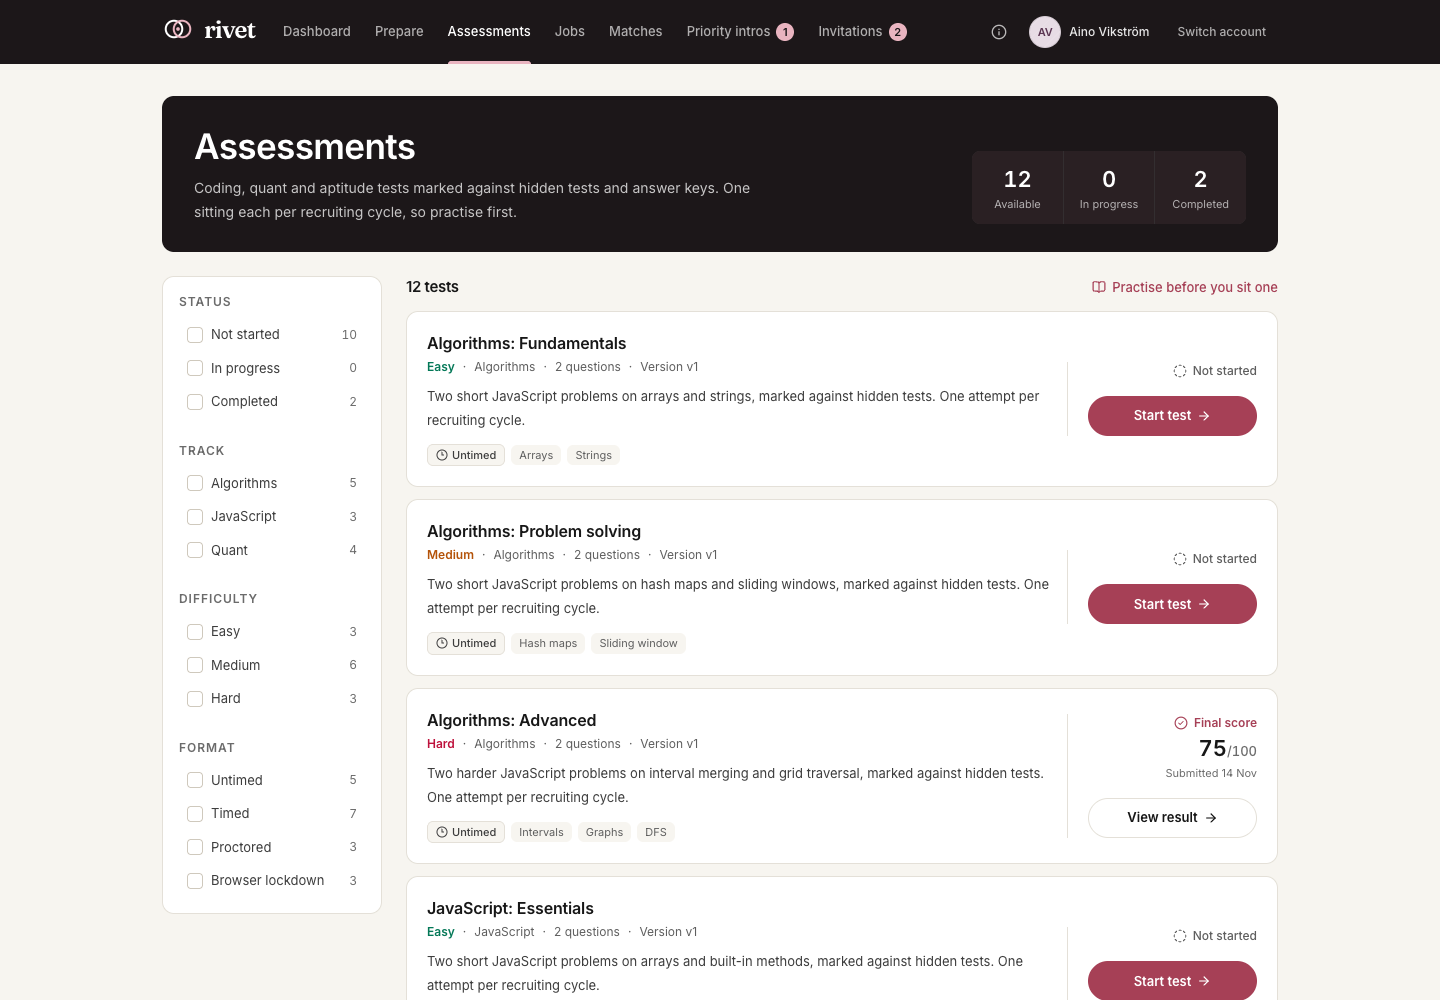 rivet
Dashboard
Prepare
Assessments
Jobs
Matches
Priority intros 1
Invitations 2
AV
Aino Vikström
Switch account
Assessments
Coding, quant and aptitude tests marked against hidden tests and answer keys. One
sitting each per recruiting cycle, so practise first.
12
Available
0
In progress
2
Completed
STATUS
Not started 10
In progress 0
Completed 2
TRACK
Algorithms 5
JavaScript 3
Quant 4
DIFFICULTY
Easy 3
Medium 6
Hard 3
FORMAT
Untimed 5
Timed 7
Proctored 3
Browser lockdown 3
12 tests
Practise before you sit one
Algorithms: Fundamentals
Easy · Algorithms · 2 questions · Version v1
Two short JavaScript problems on arrays and strings, marked against hidden tests. One attempt per
recruiting cycle.
Untimed
Arrays
Strings
Not started
Start test →
Algorithms: Problem solving
Medium · Algorithms · 2 questions · Version v1
Two short JavaScript problems on hash maps and sliding windows, marked against hidden tests. One
attempt per recruiting cycle.
Untimed
Hash maps
Sliding window
Not started
Start test →
Algorithms: Advanced
Hard · Algorithms · 2 questions · Version v1
Two harder JavaScript problems on interval merging and grid traversal, marked against hidden tests.
One attempt per recruiting cycle.
Untimed
Intervals
Graphs
DFS
Final score
75/100
Submitted 14 Nov
View result →
JavaScript: Essentials
Easy · JavaScript · 2 questions · Version v1
Two short JavaScript problems on arrays and built-in methods, marked against hidden tests. One
attempt per recruiting cycle.
Not started
Start test →